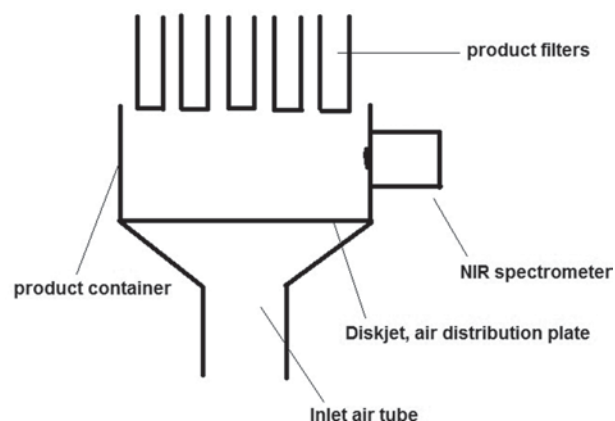 product filters
NIR spectrometer
product container
Diskjet, air distribution plate
Inlet air tube